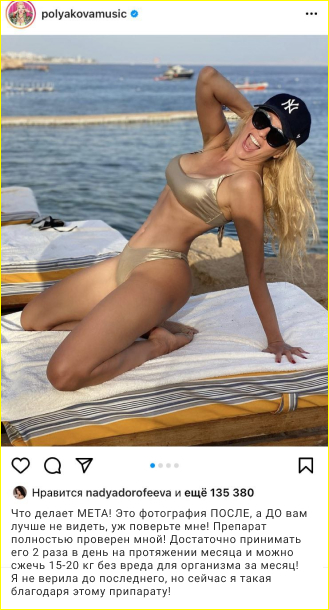 polyakovamusic
NY
Нравится nadyadorofeeva и ещё 135 380
Что делает МЕТА! Это фотография ПОСЛЕ, а ДО вам
лучше не видеть, уж поверьте мне! Препарат
полностью проверен мной! Достаточно принимать
его 2 раза в день на протяжении месяца и можно
сжечь 15-20 кг без вреда для организма за месяц!
Я не верила до последнего, но сейчас я такая
благодаря этому припарату!